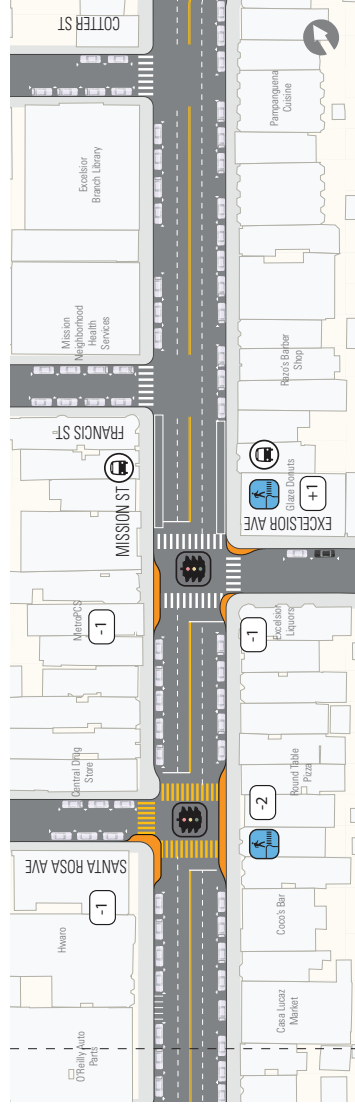 COTTER ST
Excelsior
Branch Library
Pampanguena
Cuisine
Mission
Neighborhood
Health
Services
Razo's Barber
Shop
FRANCIS ST
MISSION ST
Glaze Donuts
+1
EXCELSIOR AVE
MetroPCS
-1
-1
Excelsior
Liquors
Central Drug
Store
Round Table
Pizza
-2
SANTA ROSA AVE
-1
Hwaro
Coco's Bar
Casa Lucaz
Market
O'Reilly Auto
Parts